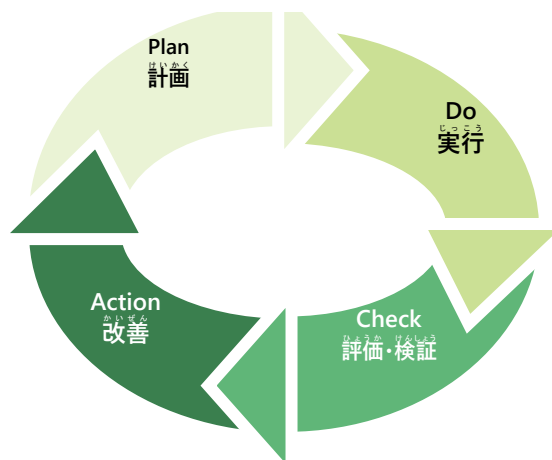 Plan
けいかく
計画
Do
じっこう
実行
Check
ひょうか けんしょう
評価・検証
Action
かいぜん
改善